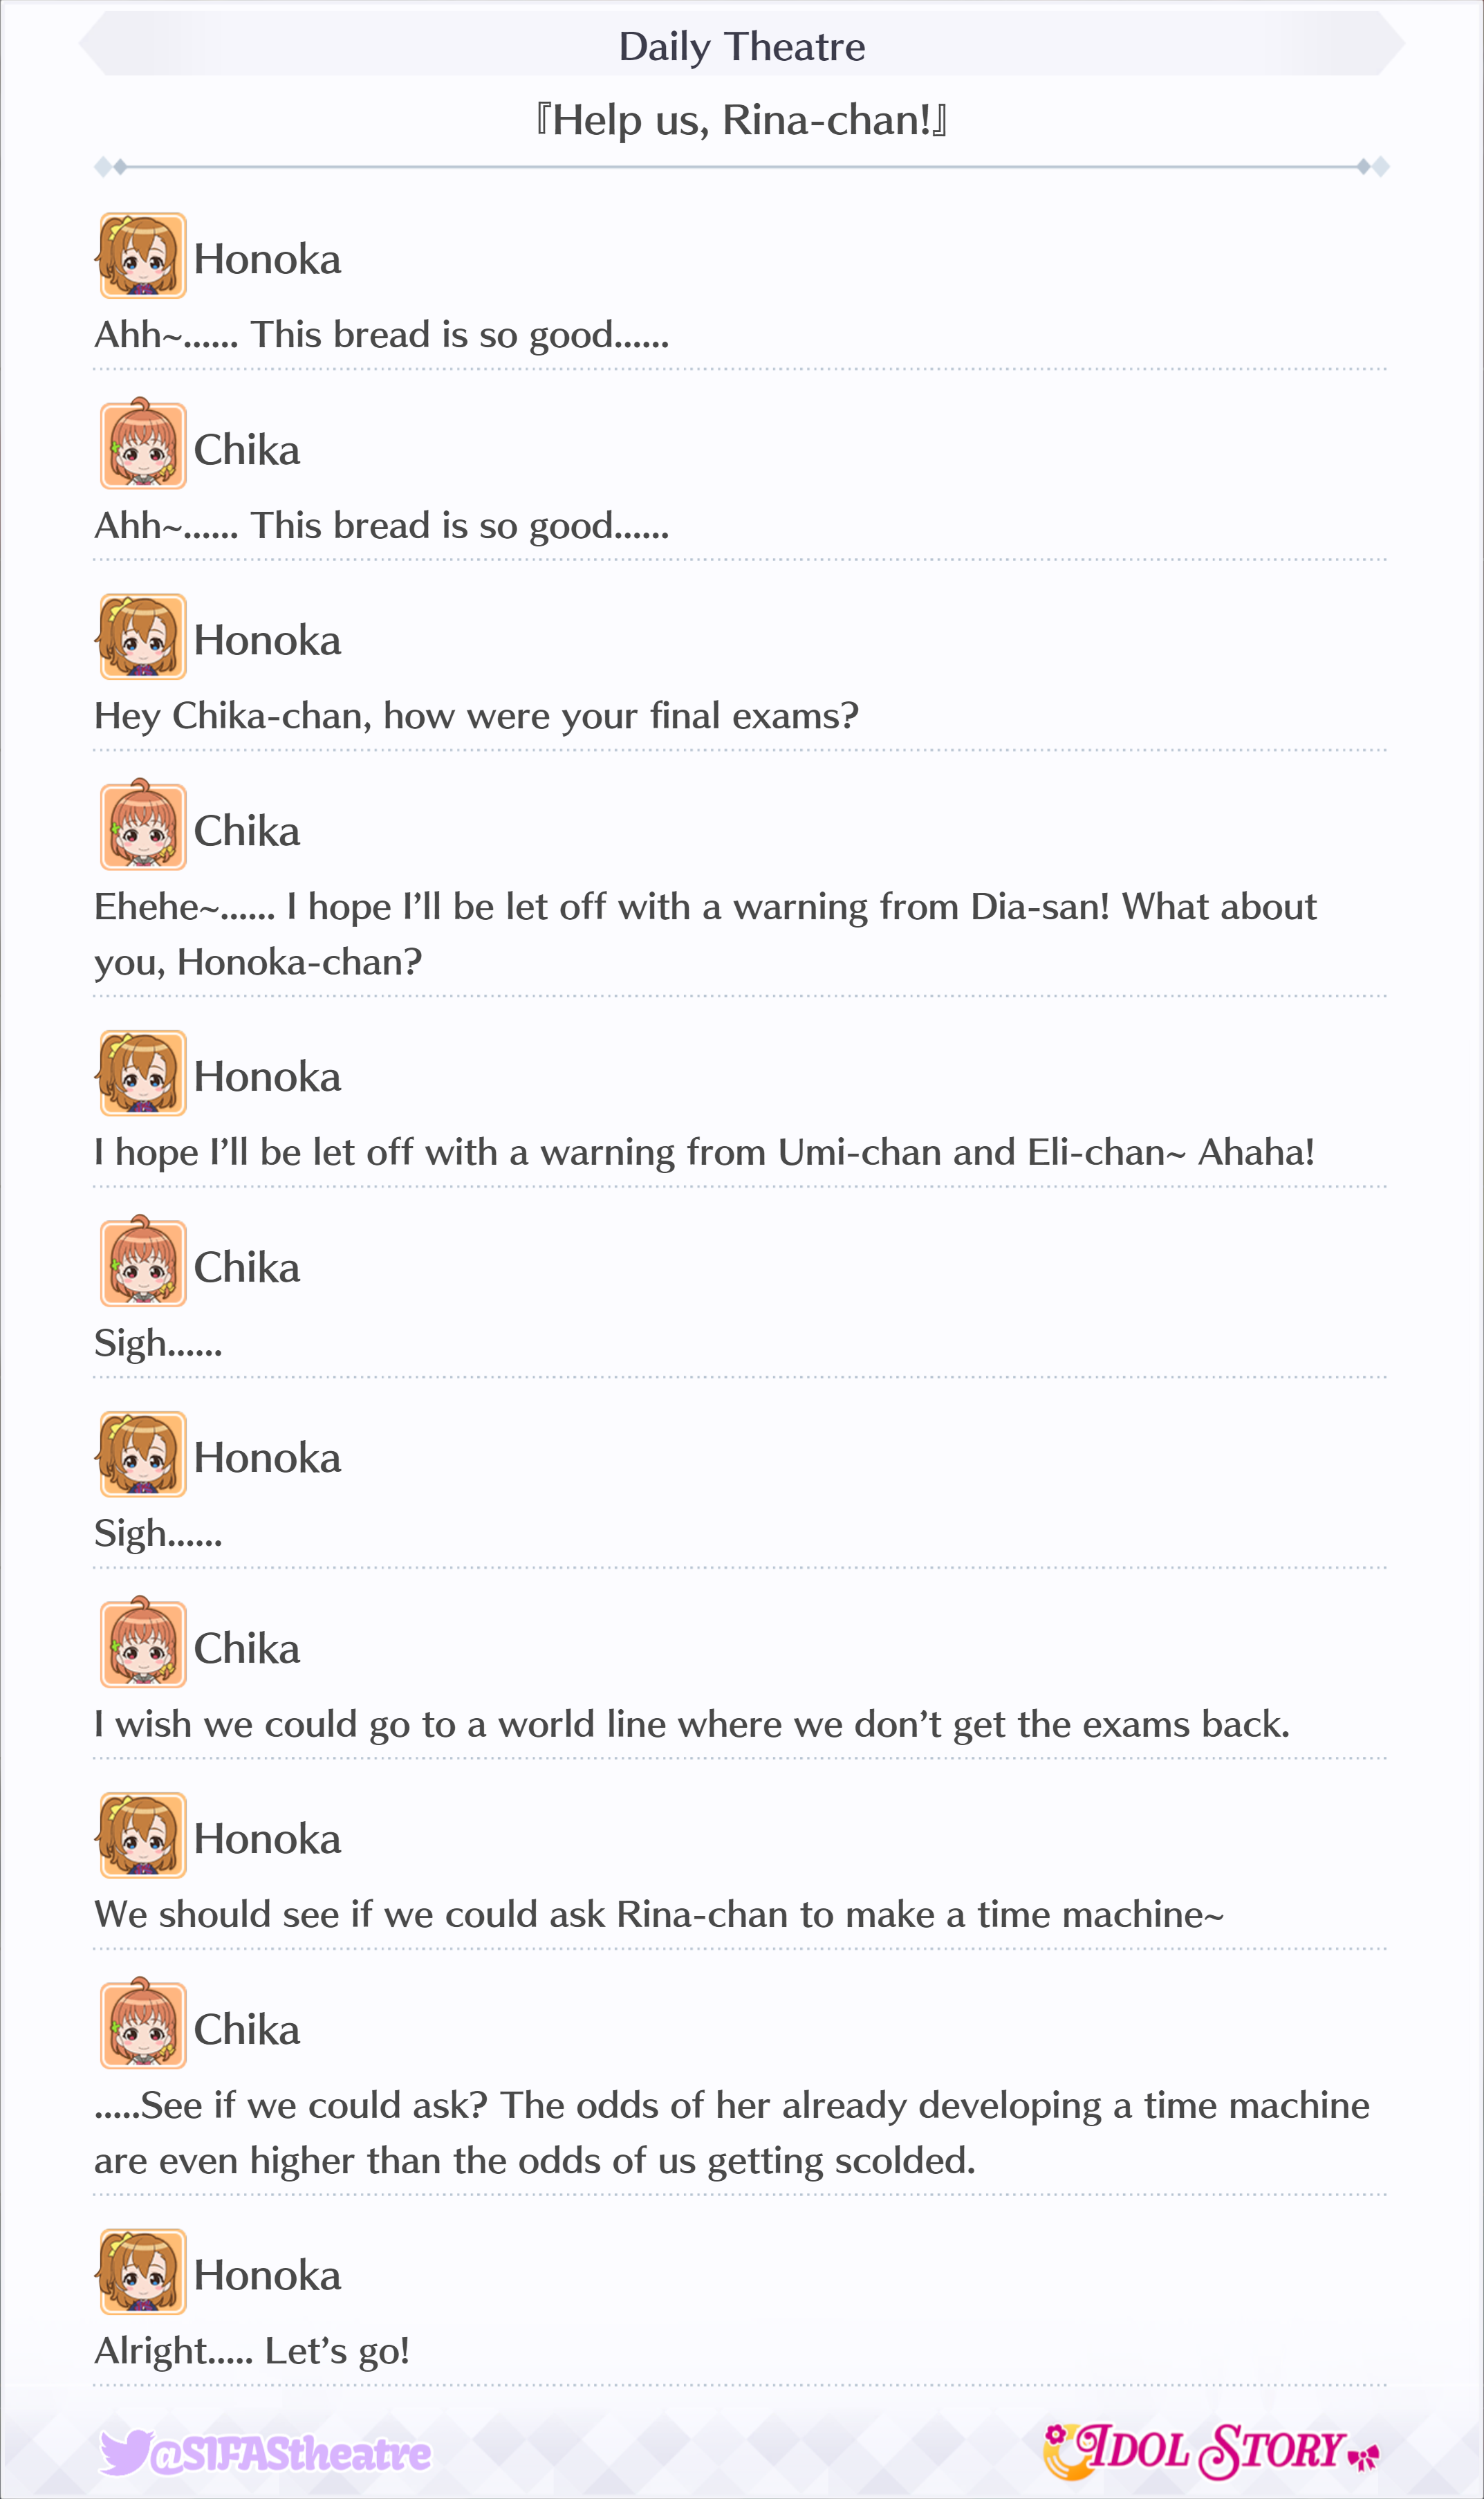 Daily Theatre
『Help us, Rina-chan!』
Honoka
Ahh~...... This bread is so good......
Chika
Ahh~...... This bread is so good......
Honoka
Hey Chika-chan, how were your final exams?
Chika
Ehehe~...... I hope I’ll be let off with a warning from Dia-san! What about
you, Honoka-chan?
Honoka
I hope I’ll be let off with a warning from Umi-chan and Eli-chan~ Ahaha!
Chika
Sigh......
Honoka
Sigh......
Chika
I wish we could go to a world line where we don’t get the exams back.
Honoka
We should see if we could ask Rina-chan to make a time machine~
Chika
.....See if we could ask? The odds of her already developing a time machine
are even higher than the odds of us getting scolded.
Honoka
Alright..... Let’s go!
@SIFAStheatre
IDOL STORY